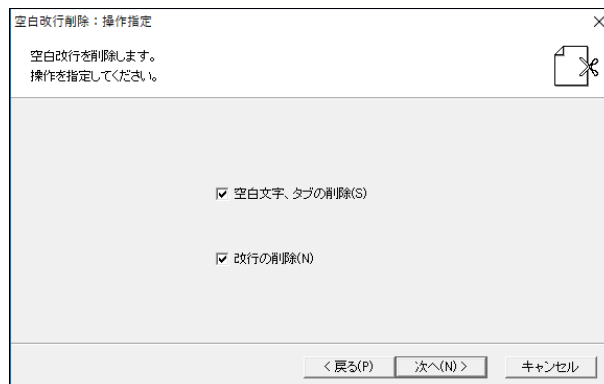 空白改行削除：操作指定
空白改行を削除します。
操作を指定してください。
空白文字、タブの削除(S)
改行の削除(N)
< 戻る(P)
次へ(N) >
キャンセル